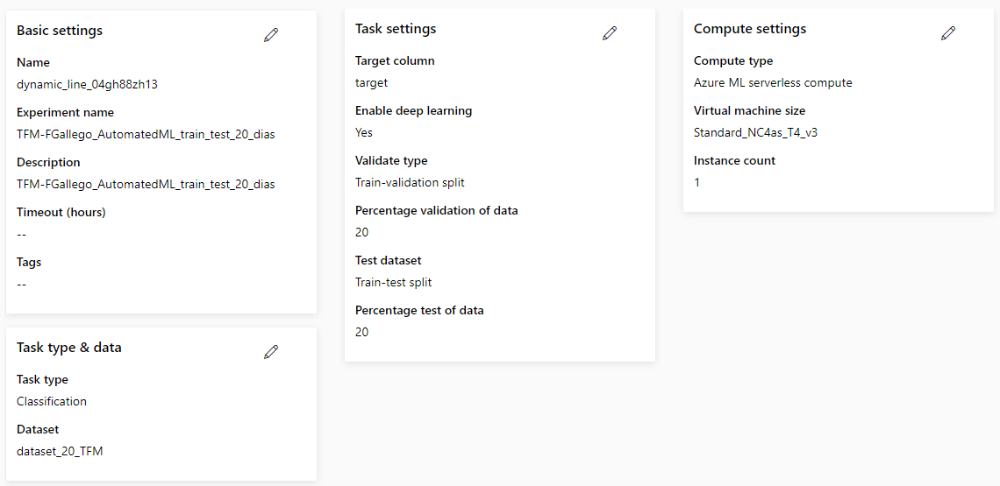 Basic settings
Name
dynamic_line_04gh88zh13
Experiment name
TFM-FGallego_AutomatedML_train_test_20_dias
Description
TFM-FGallego_AutomatedML_train_test_20_dias
Timeout (hours)
--
Tags
--
Task type & data
Task type
Classification
Dataset
dataset_20_TFM
Task settings
Target column
target
Enable deep learning
Yes
Validate type
Train-validation split
Percentage validation of data
20
Test dataset
Train-test split
Percentage test of data
20
Compute settings
Compute type
Azure ML serverless compute
Virtual machine size
Standard_NC4as_T4_v3
Instance count
1